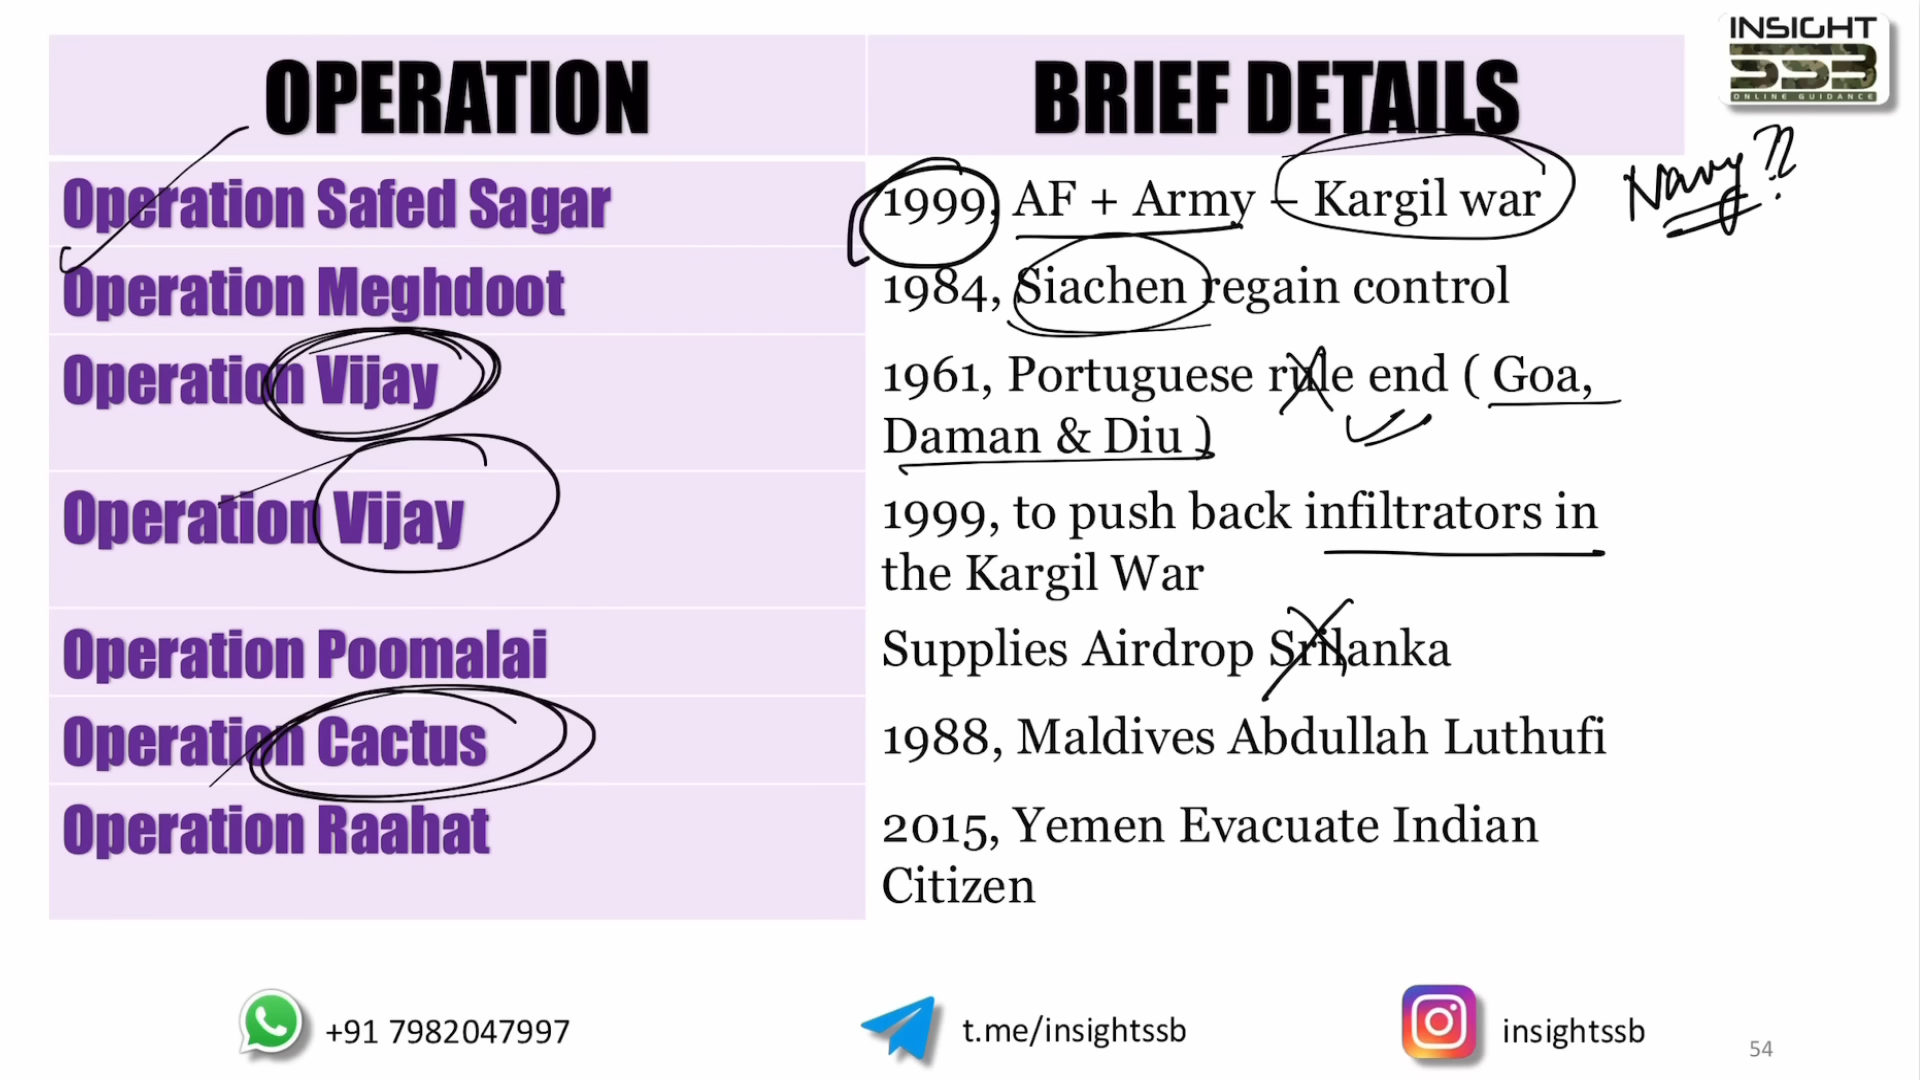 INSIGHT
SSB
ONLINE GUIDANCE
OPERATION
BRIEF DETAILS
Operation Safed Sagar
1999, AF + Army – Kargil war
Navy??
Operation Meghdoot
1984, Siachen regain control
Operation Vijay
1961, Portuguese rule end ( Goa,
Daman & Diu )
Operation Vijay
1999, to push back infiltrators in
the Kargil War
Operation Poomalai
Supplies Airdrop Srilanka
Operation Cactus
1988, Maldives Abdullah Luthufi
Operation Raahat
2015, Yemen Evacuate Indian
Citizen
+91 7982047997
t.me/insightssb
insightssb
54